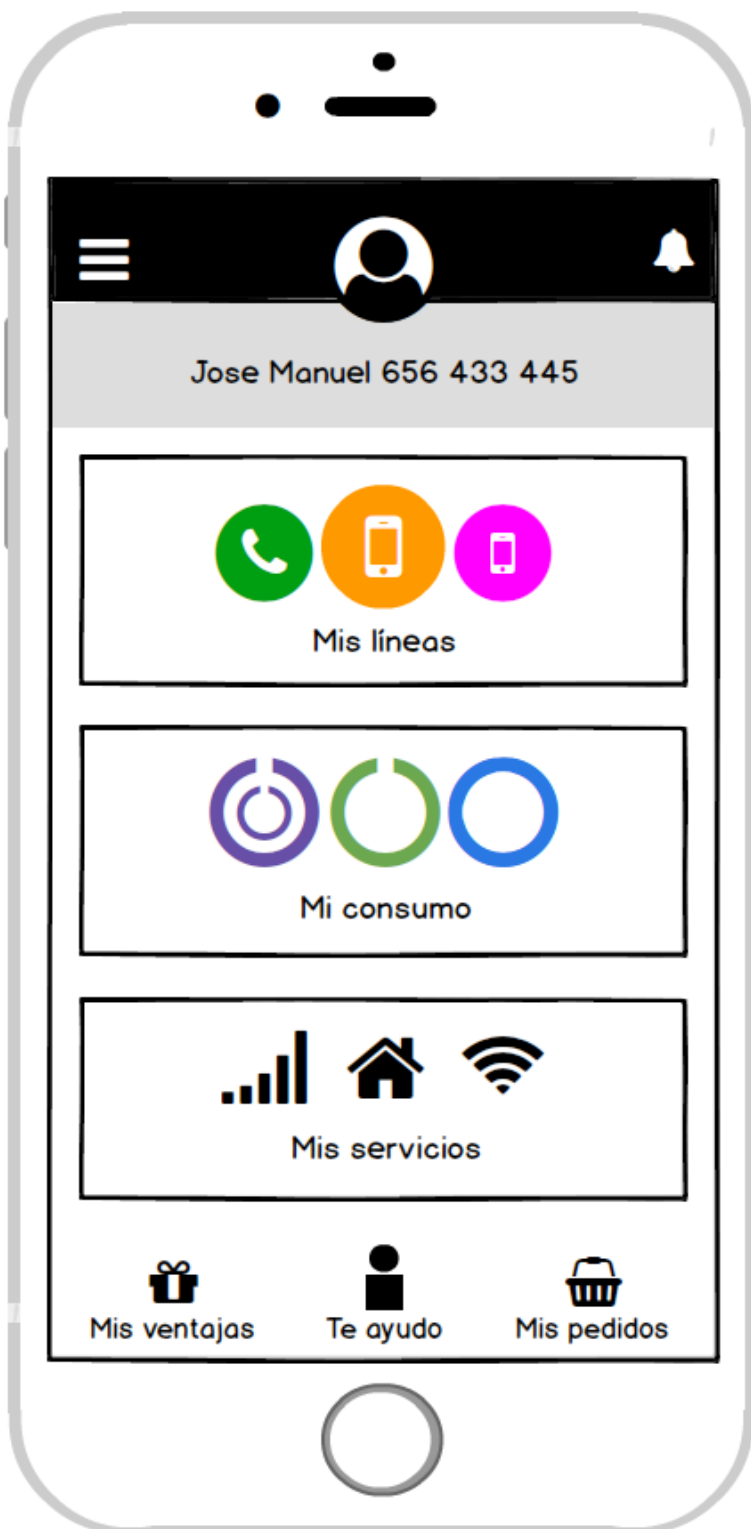 Jose Manuel 656 433 445
Mis líneas
Mi consumo
Mis servicios
Mis ventajas
Te ayudo
Mis pedidos